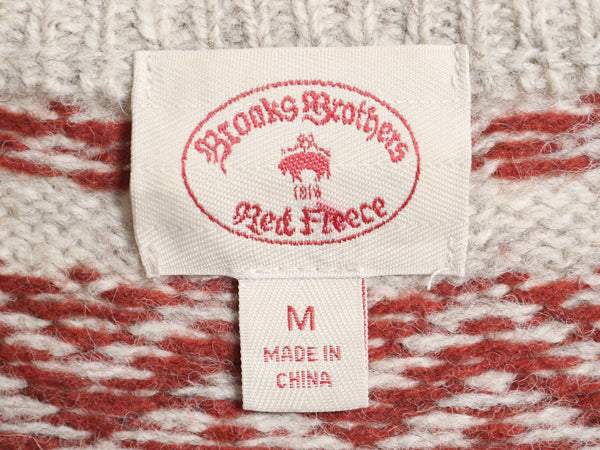 Brooks Brothers
1818
Red Fleece
M
MADE IN
CHINA